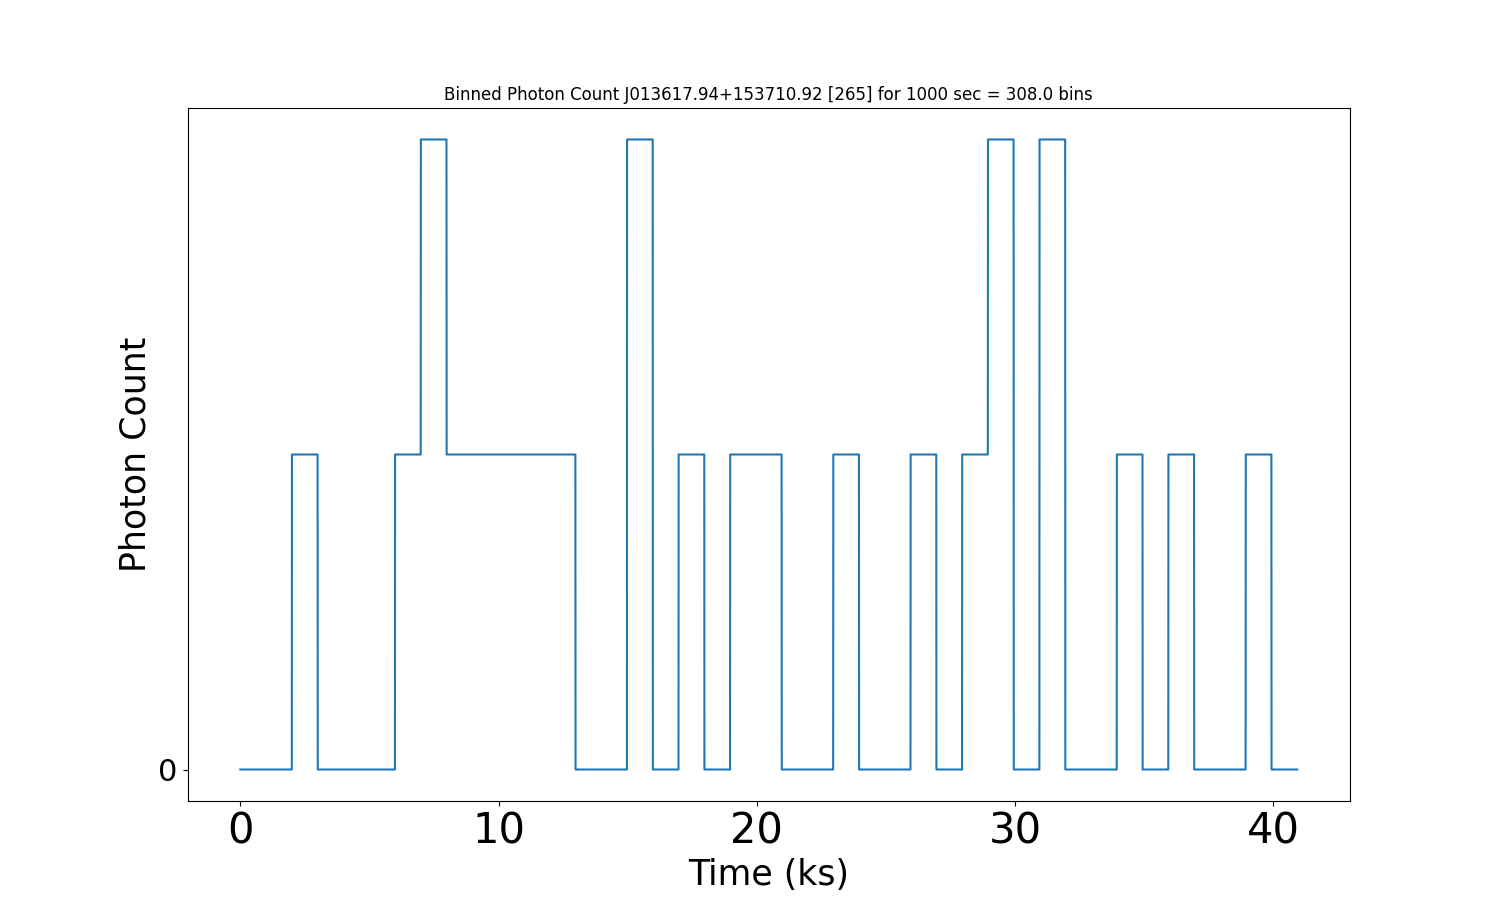 Binned Photon Count J013617.94+153710.92 [265] for 1000 sec = 308.0 bins
Photon Count
0
0 10 20 30 40
Time (ks)